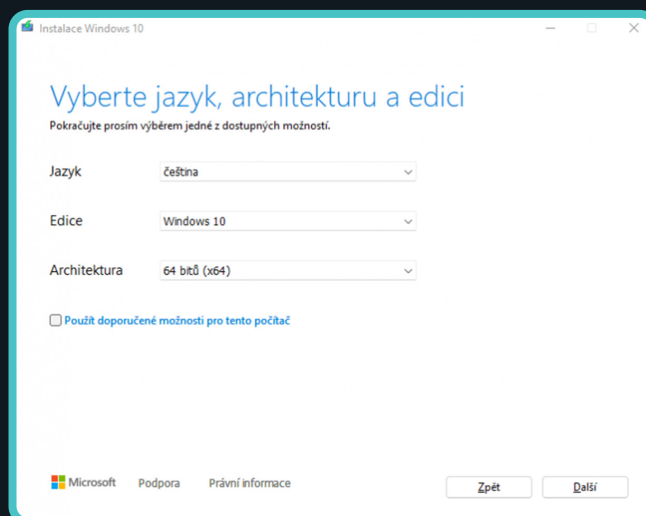 Instalace Windows 10
Vyberte jazyk, architekturu a edici
Pokračujte prosím výběrem jedné z dostupných možností.
Jazyk
čeština
Edice
Windows 10
Architektura
64 bitů (x64)
Použít doporučené možnosti pro tento počítač
Microsoft Podpora Právní informace
Zpět Další